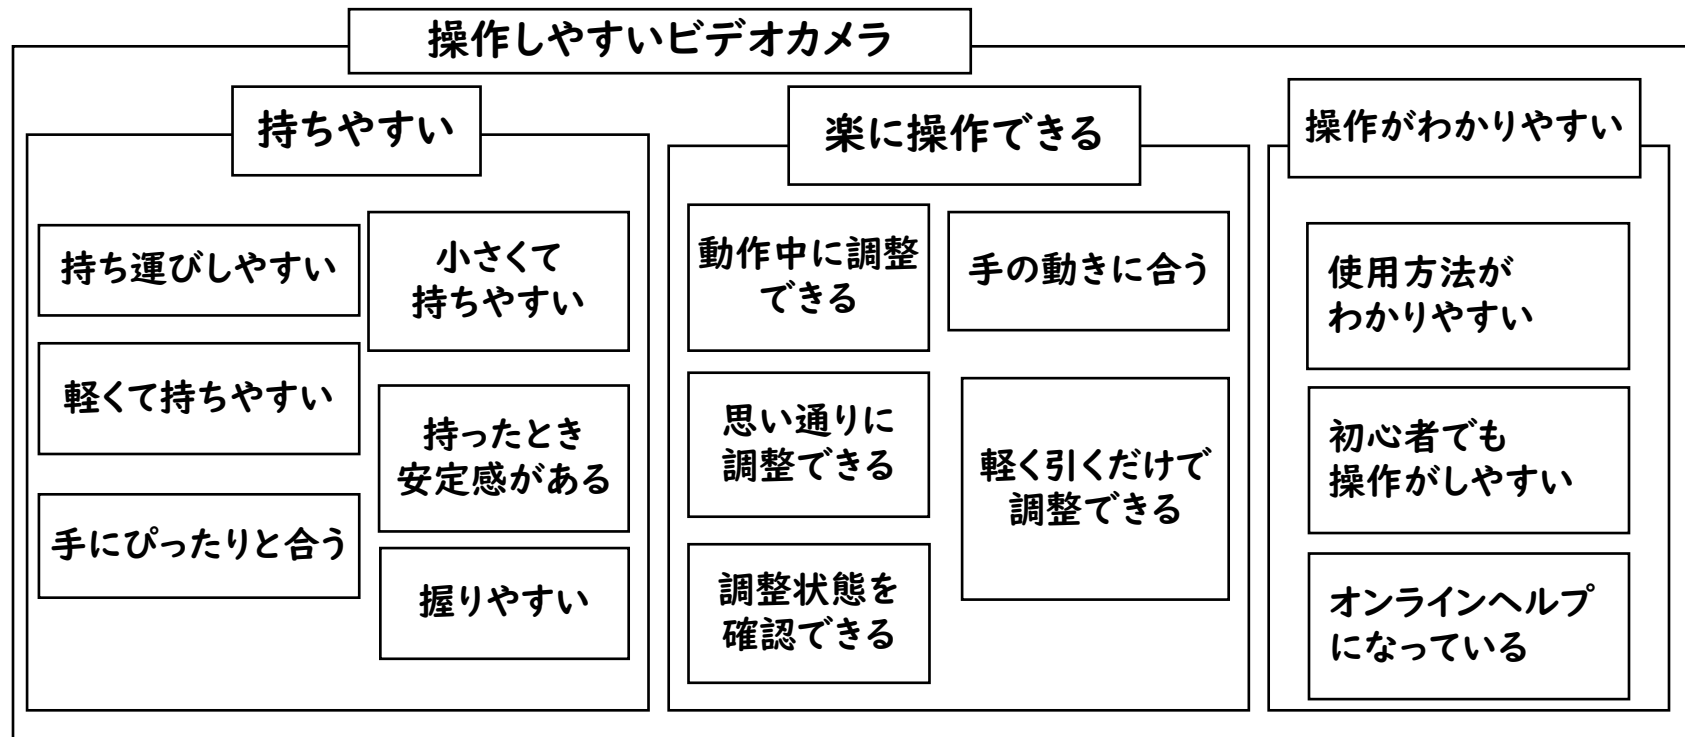 操作しやすいビデオカメラ
持ちやすい
持ち運びしやすい
小さくて
持ちやすい
軽くて持ちやすい
持ったとき
安定感がある
手にぴったりと合う
握りやすい
楽に操作できる
動作中に調整
できる
手の動きに合う
思い通りに
調整できる
軽く引くだけで
調整できる
調整状態を
確認できる
操作がわかりやすい
使用方法が
わかりやすい
初心者でも
操作がしやすい
オンラインヘルプ
になっている